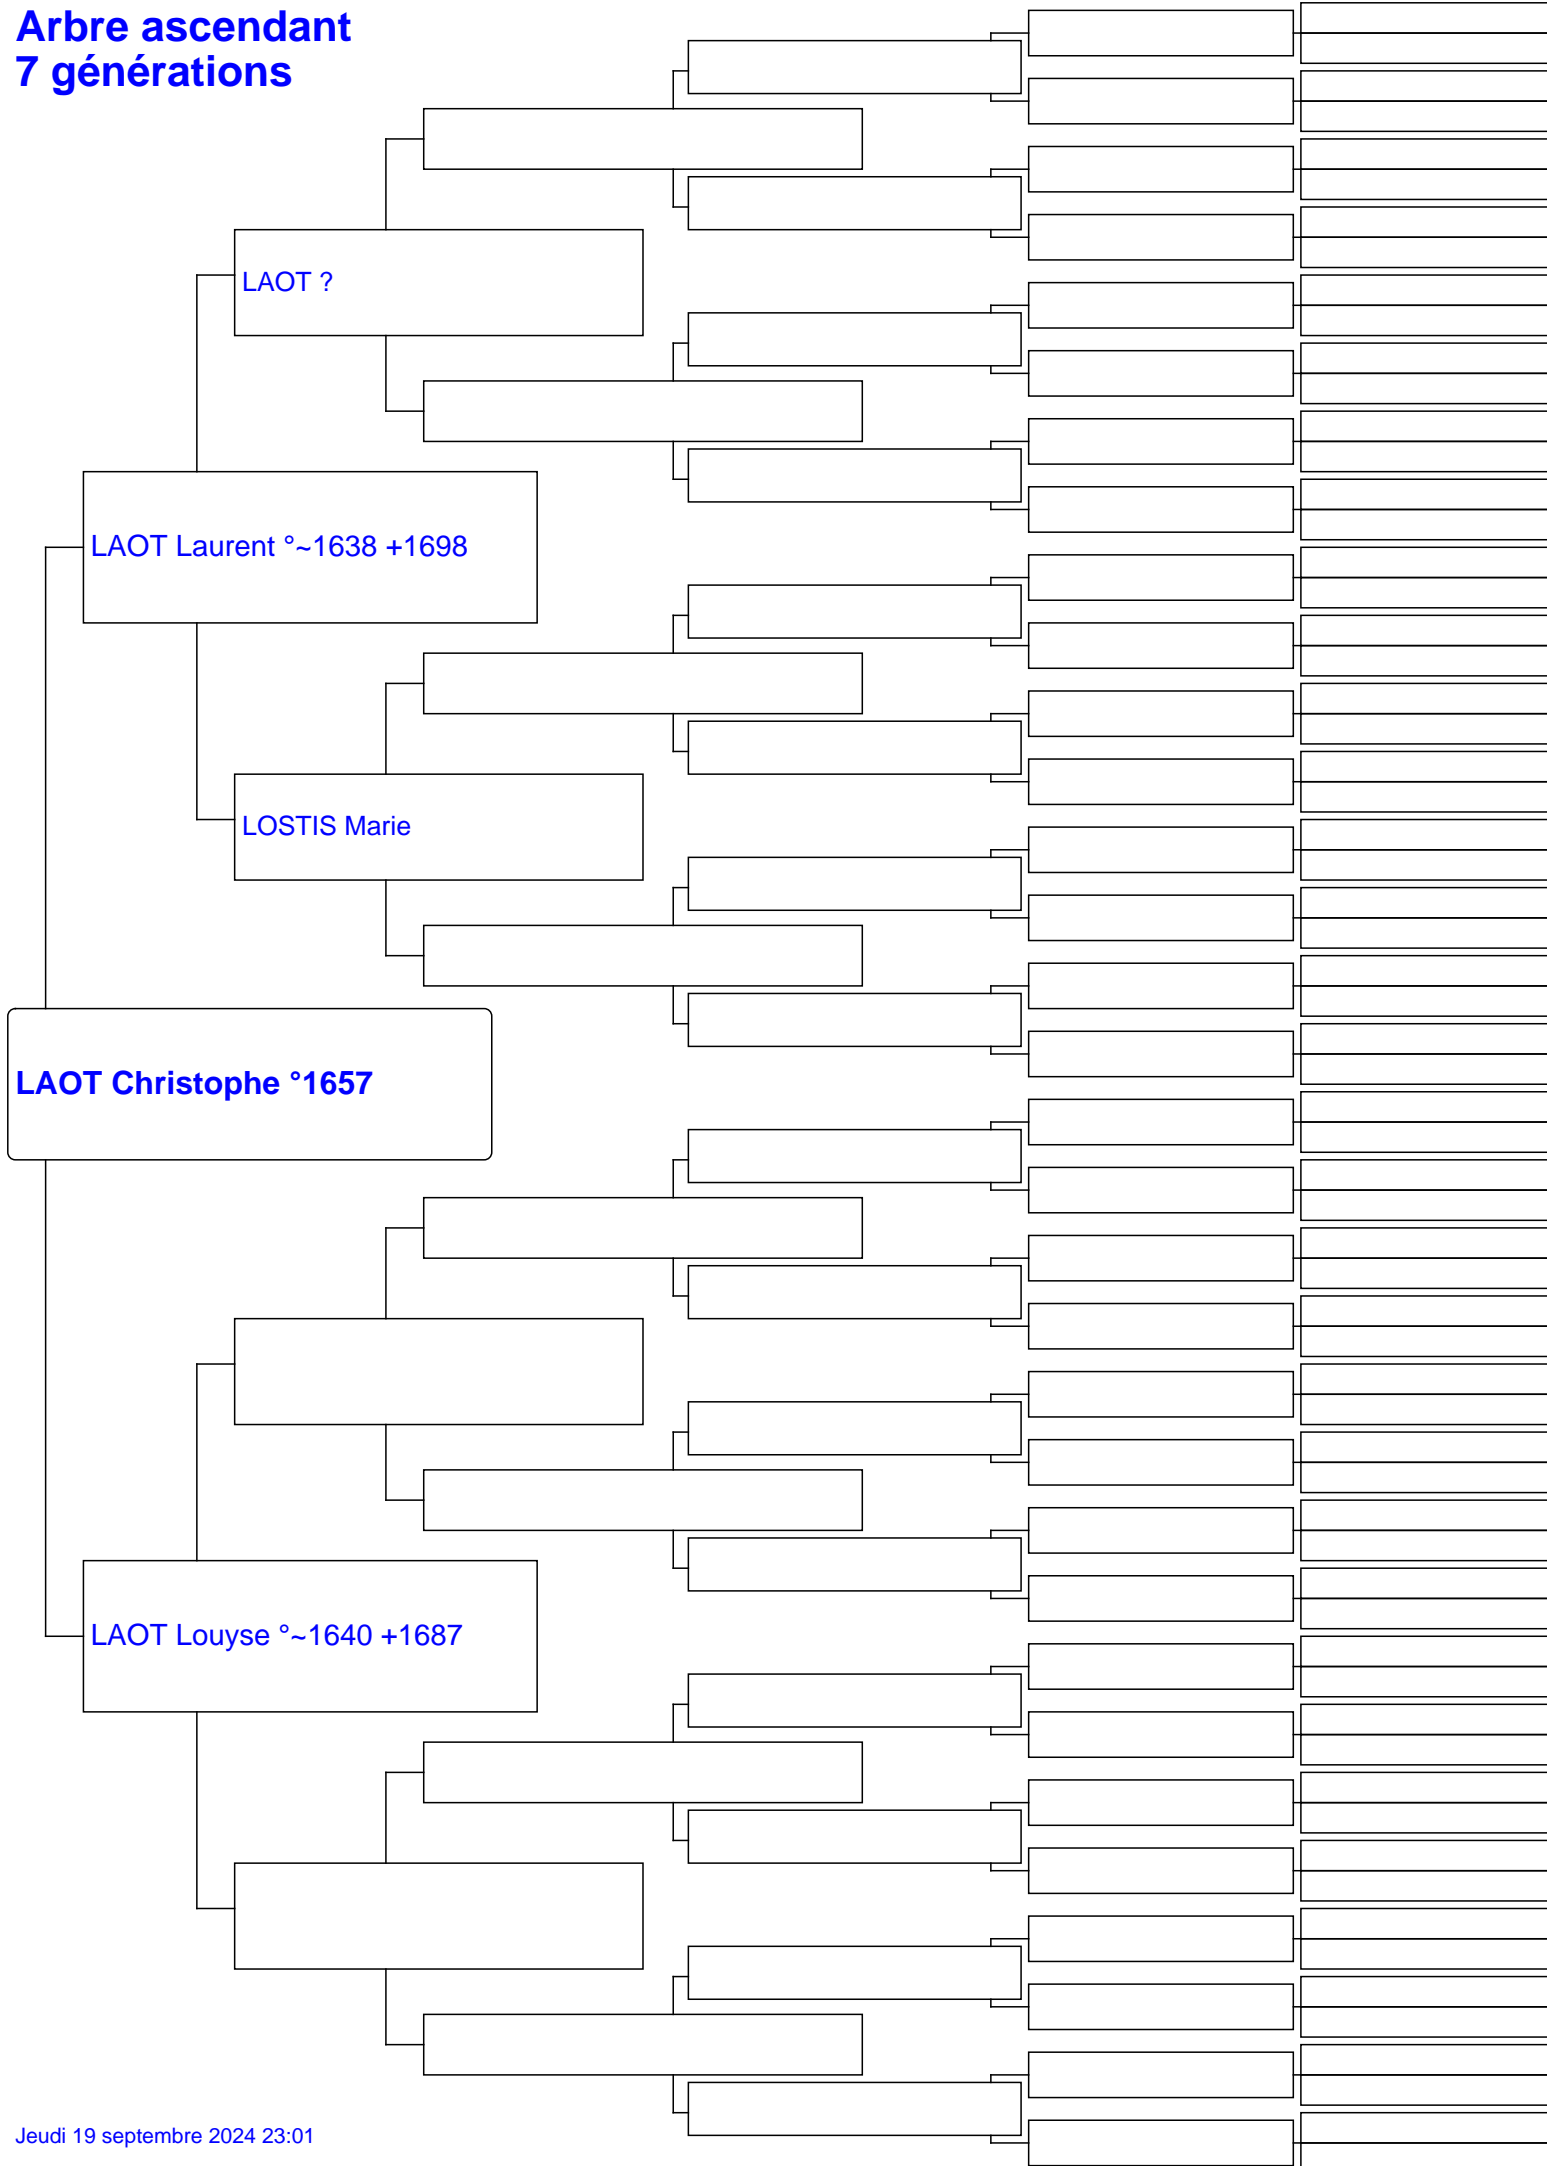 Arbre ascendant
7 générations
LAOT ?
LAOT Laurent °~1638 +1698
LOSTIS Marie
LAOT Christophe °1657
LAOT Louyse °~1640 +1687
Jeudi 19 septembre 2024 23:01